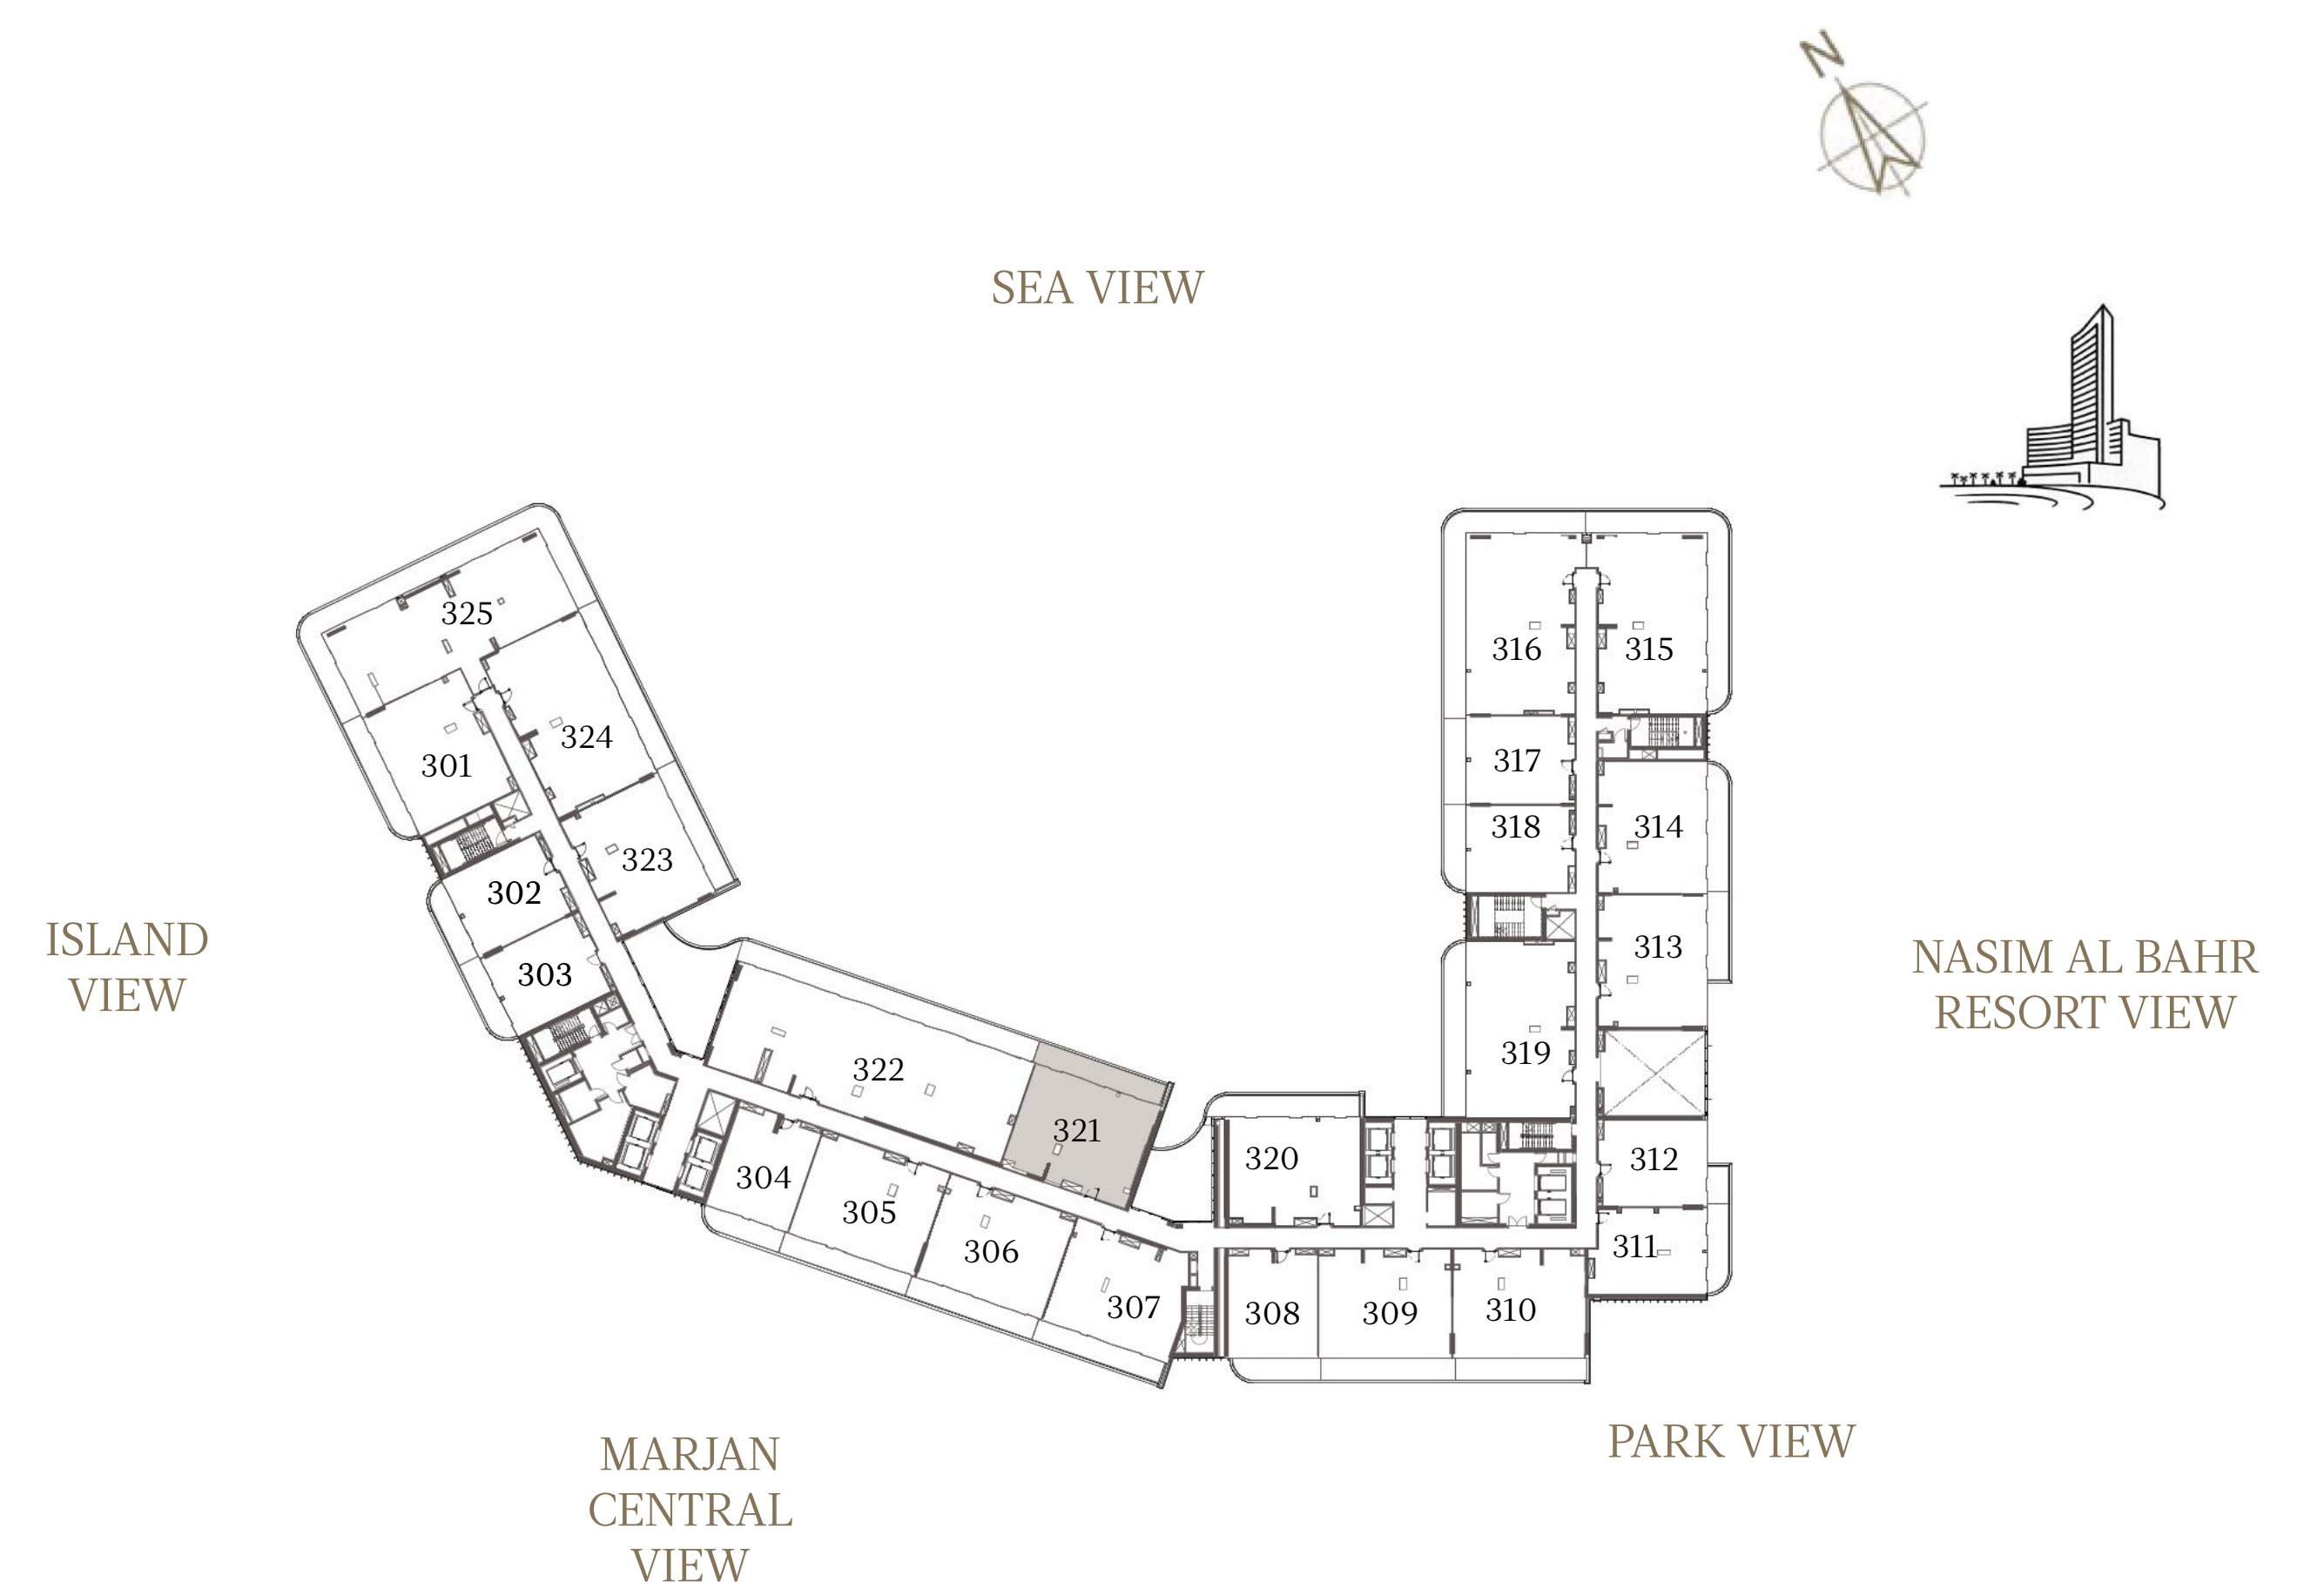 N
SEA VIEW
325
301
324
323
302
303
322
321
304
305
306
307
316
315
317
318
314
313
319
320
312
311
308
309
310
ISLAND
VIEW
NASIM AL BAHR
RESORT VIEW
MARJAN
CENTRAL
VIEW
PARK VIEW